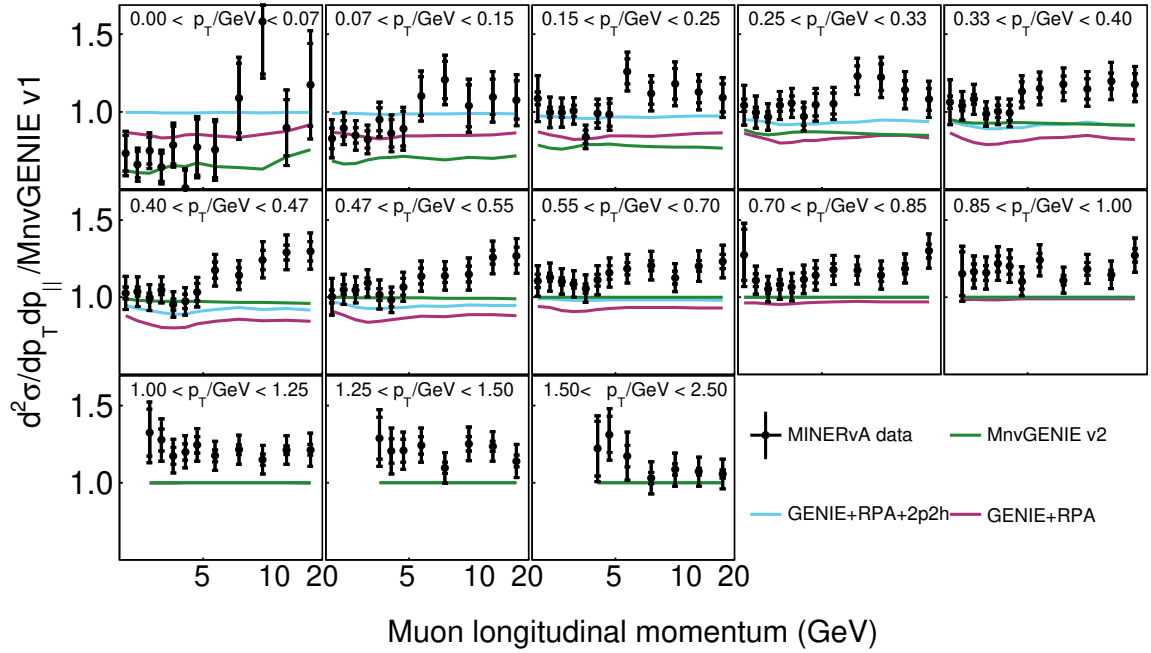 d²σ/dp_T dp_|| /MnvGENIE v1
0.00 < p_T/GeV < 0.07
0.07 < p_T/GeV < 0.15
0.15 < p_T/GeV < 0.25
0.25 < p_T/GeV < 0.33
0.33 < p_T/GeV < 0.40
1.5
1.0
0.40 < p_T/GeV < 0.47
0.47 < p_T/GeV < 0.55
0.55 < p_T/GeV < 0.70
0.70 < p_T/GeV < 0.85
0.85 < p_T/GeV < 1.00
1.5
1.0
1.00 < p_T/GeV < 1.25
1.25 < p_T/GeV < 1.50
1.50< p_T/GeV < 2.50
1.5
1.0
MINERvA data
MnvGENIE v2
GENIE+RPA+2p2h
GENIE+RPA
5 10 20 5 10 20 5 10 20
Muon longitudinal momentum (GeV)